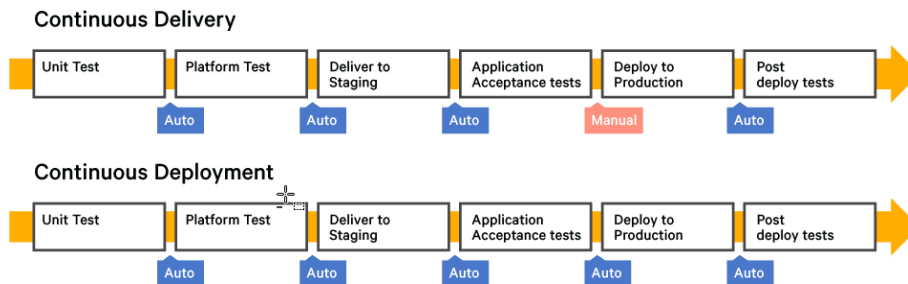 Continuous Delivery
Unit Test
Platform Test
Deliver to
Staging
Application
Acceptance tests
Deploy to
Production
Post
deploy tests
Auto
Auto
Auto
Manual
Auto
Continuous Deployment
Unit Test
Platform Test
Deliver to
Staging
Application
Acceptance tests
Deploy to
Production
Post
deploy tests
Auto
Auto
Auto
Auto
Auto